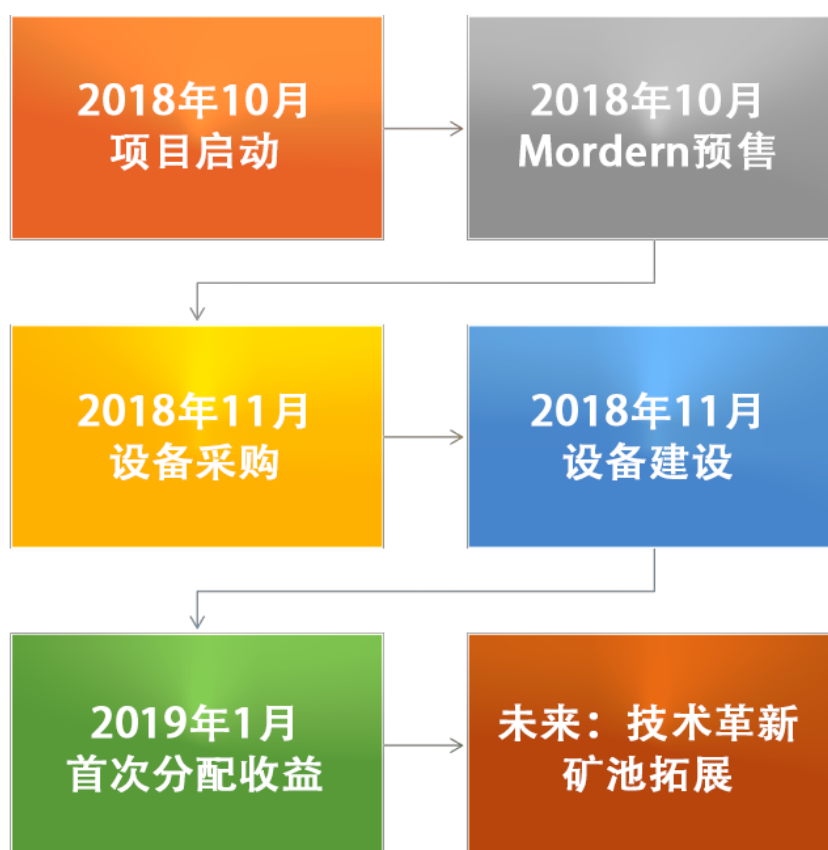 2018年10月
项目启动
2018年10月
Mordern预售
2018年11月
设备采购
2018年11月
设备建设
2019年1月
首次分配收益
未来：技术革新
矿池拓展